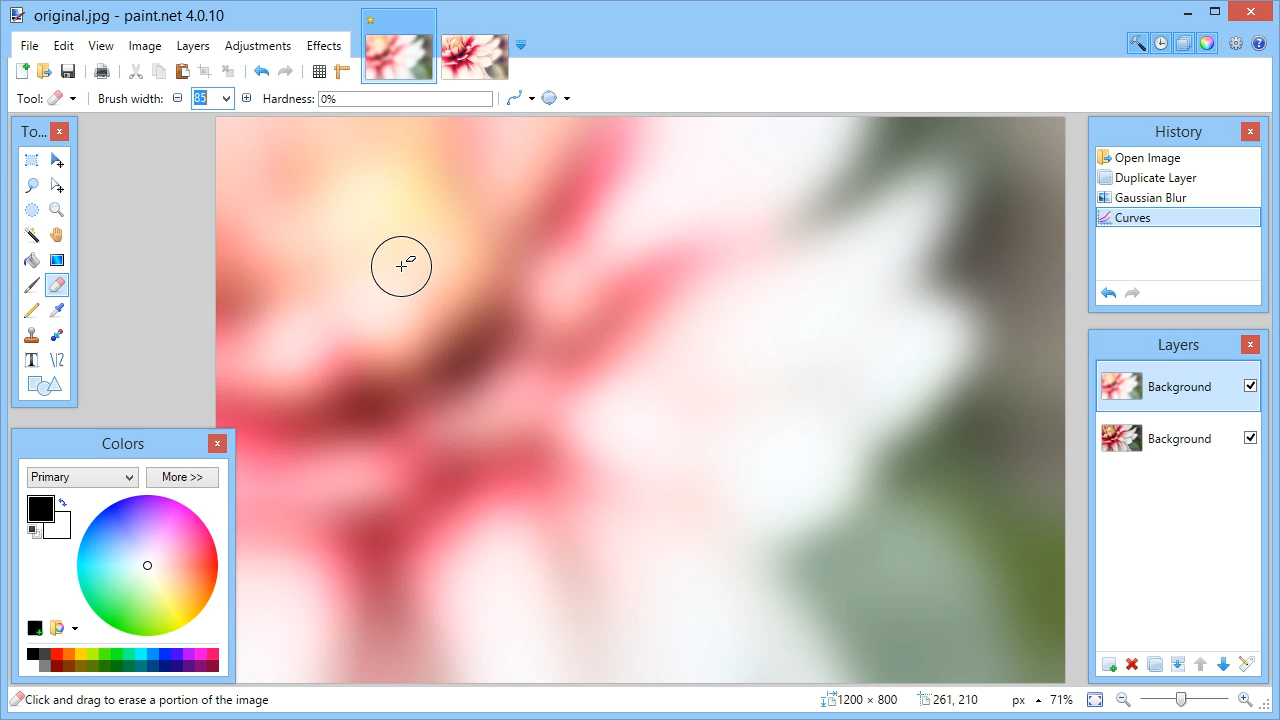 original.jpg - paint.net 4.0.10
File Edit View Image Layers Adjustments Effects
Tool: Brush width: 85 Hardness: 0%
To...
History
Open Image
Duplicate Layer
Gaussian Blur
Curves
Layers
Background
Background
Colors
Primary More >>
Click and drag to erase a portion of the image
1200 × 800 261, 210 px 71%